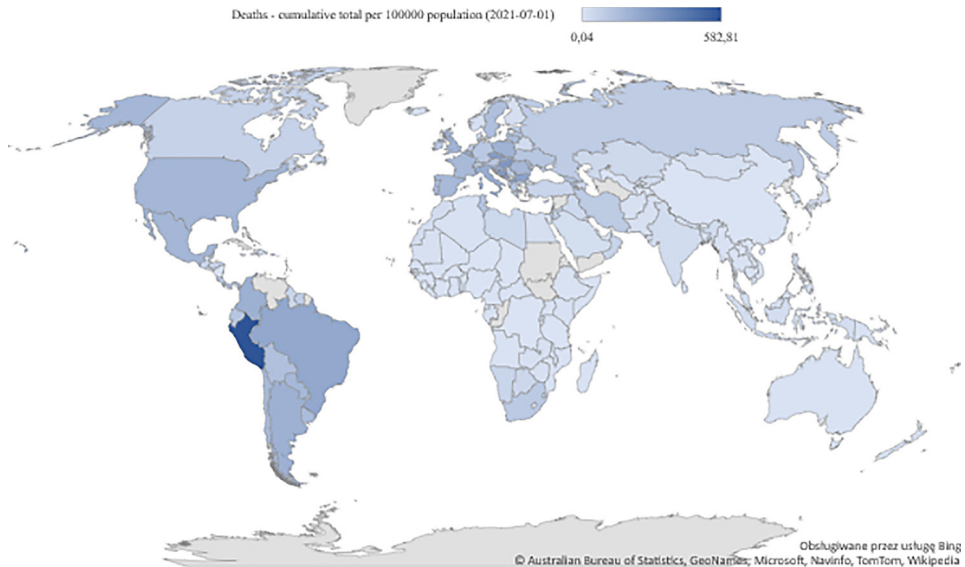 Deaths - cumulative total per 100000 population (2021-07-01)
0,04 582,81
Obsługiwane przez usługę Bing
© Australian Bureau of Statistics, GeoNames, Microsoft, Navinfo, TomTom, Wikipedia